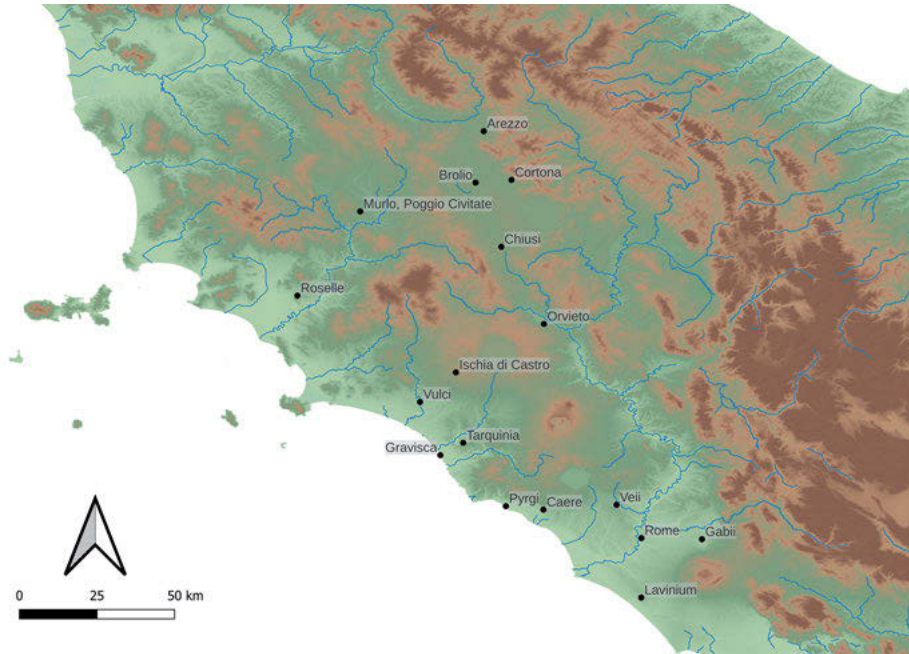 Arezzo
Brolio
Cortona
Murlo, Poggio Civitate
Chiusi
Roselle
Orvieto
Ischia di Castro
Vulci
Tarquinia
Gravisca
Pyrgi
Caere
Veii
Rome
Gabii
Lavinium
0 25 50 km